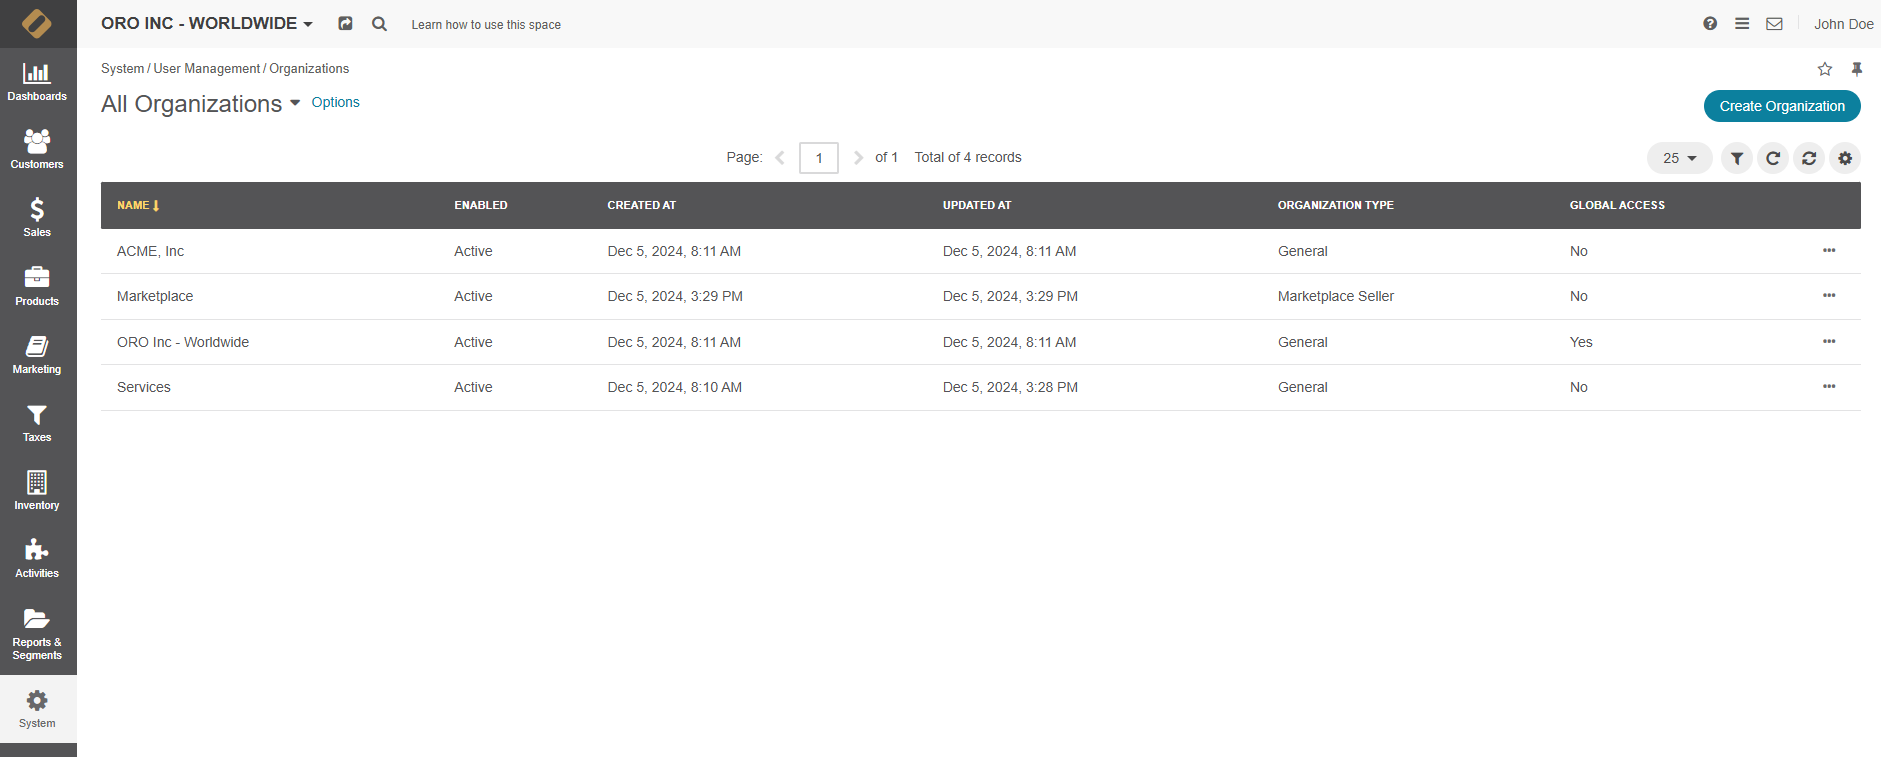 ORO INC - WORLDWIDE Learn how to use this space John Doe
System / User Management / Organizations
All Organizations Options Create Organization
Page: 1 of 1 Total of 4 records 25
NAME ENABLED CREATED AT UPDATED AT ORGANIZATION TYPE GLOBAL ACCESS
ACME, Inc Active Dec 5, 2024, 8:11 AM Dec 5, 2024, 8:11 AM General No
Marketplace Active Dec 5, 2024, 3:29 PM Dec 5, 2024, 3:29 PM Marketplace Seller No
ORO Inc - Worldwide Active Dec 5, 2024, 8:11 AM Dec 5, 2024, 8:11 AM General Yes
Services Active Dec 5, 2024, 8:10 AM Dec 5, 2024, 3:28 PM General No
Dashboards
Customers
Sales
Products
Marketing
Taxes
Inventory
Activities
Reports &
Segments
System